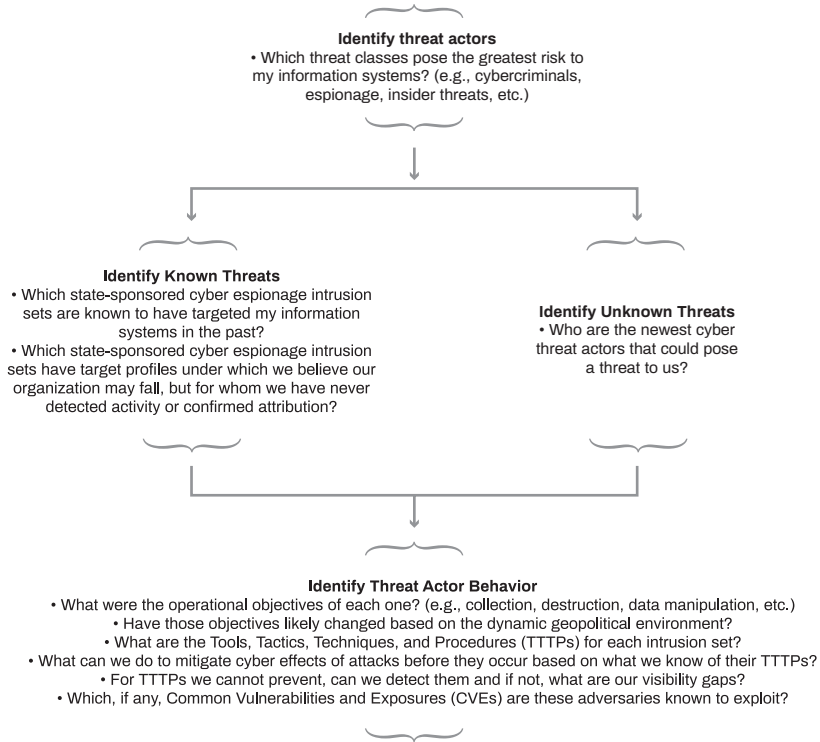 Identify threat actors
• Which threat classes pose the greatest risk to
my information systems? (e.g., cybercriminals,
espionage, insider threats, etc.)
Identify Known Threats
• Which state-sponsored cyber espionage intrusion
sets are known to have targeted my information
systems in the past?
• Which state-sponsored cyber espionage intrusion
sets have target profiles under which we believe our
organization may fall, but for whom we have never
detected activity or confirmed attribution?
Identify Unknown Threats
• Who are the newest cyber
threat actors that could pose
a threat to us?
Identify Threat Actor Behavior
• What were the operational objectives of each one? (e.g., collection, destruction, data manipulation, etc.)
• Have those objectives likely changed based on the dynamic geopolitical environment?
• What are the Tools, Tactics, Techniques, and Procedures (TTTPs) for each intrusion set?
• What can we do to mitigate cyber effects of attacks before they occur based on what we know of their TTTPs?
• For TTTPs we cannot prevent, can we detect them and if not, what are our visibility gaps?
• Which, if any, Common Vulnerabilities and Exposures (CVEs) are these adversaries known to exploit?